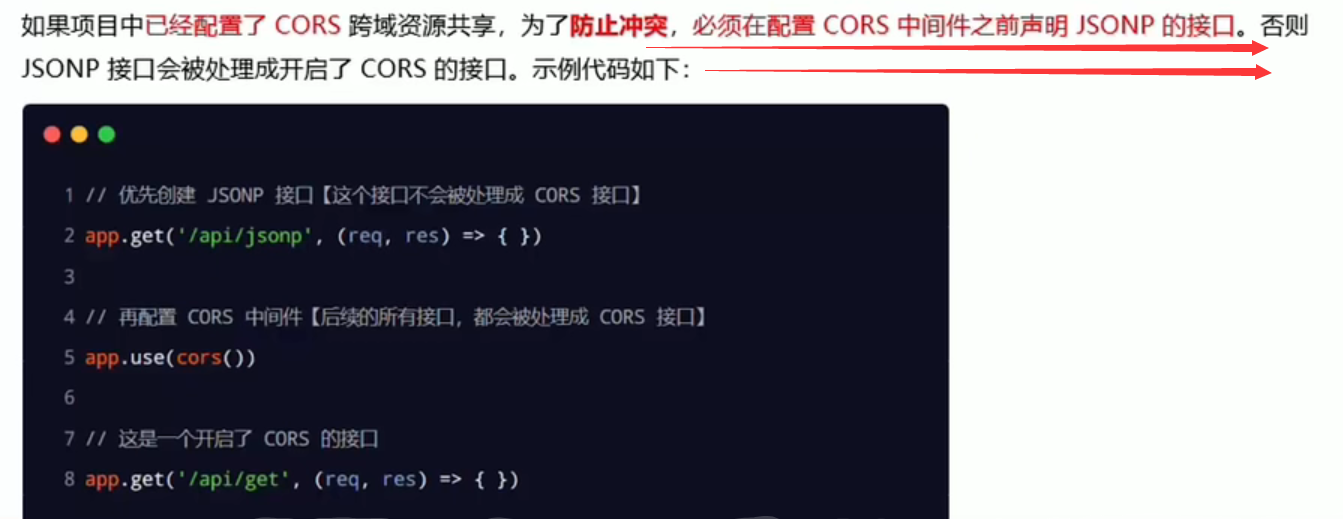 如果项目中已经配置了 CORS 跨域资源共享，为了防止冲突，必须在配置 CORS 中间件之前声明 JSONP 的接口。否则
JSONP 接口会被处理成开启了 CORS 的接口。示例代码如下：
1 // 优先创建 JSONP 接口【这个接口不会被处理成 CORS 接口】
2 app.get('/api/jsonp', (req, res) => { })
3
4 // 再配置 CORS 中间件【后续的所有接口，都会被处理成 CORS 接口】
5 app.use(cors())
6
7 // 这是一个开启了 CORS 的接口
8 app.get('/api/get', (req, res) => { })